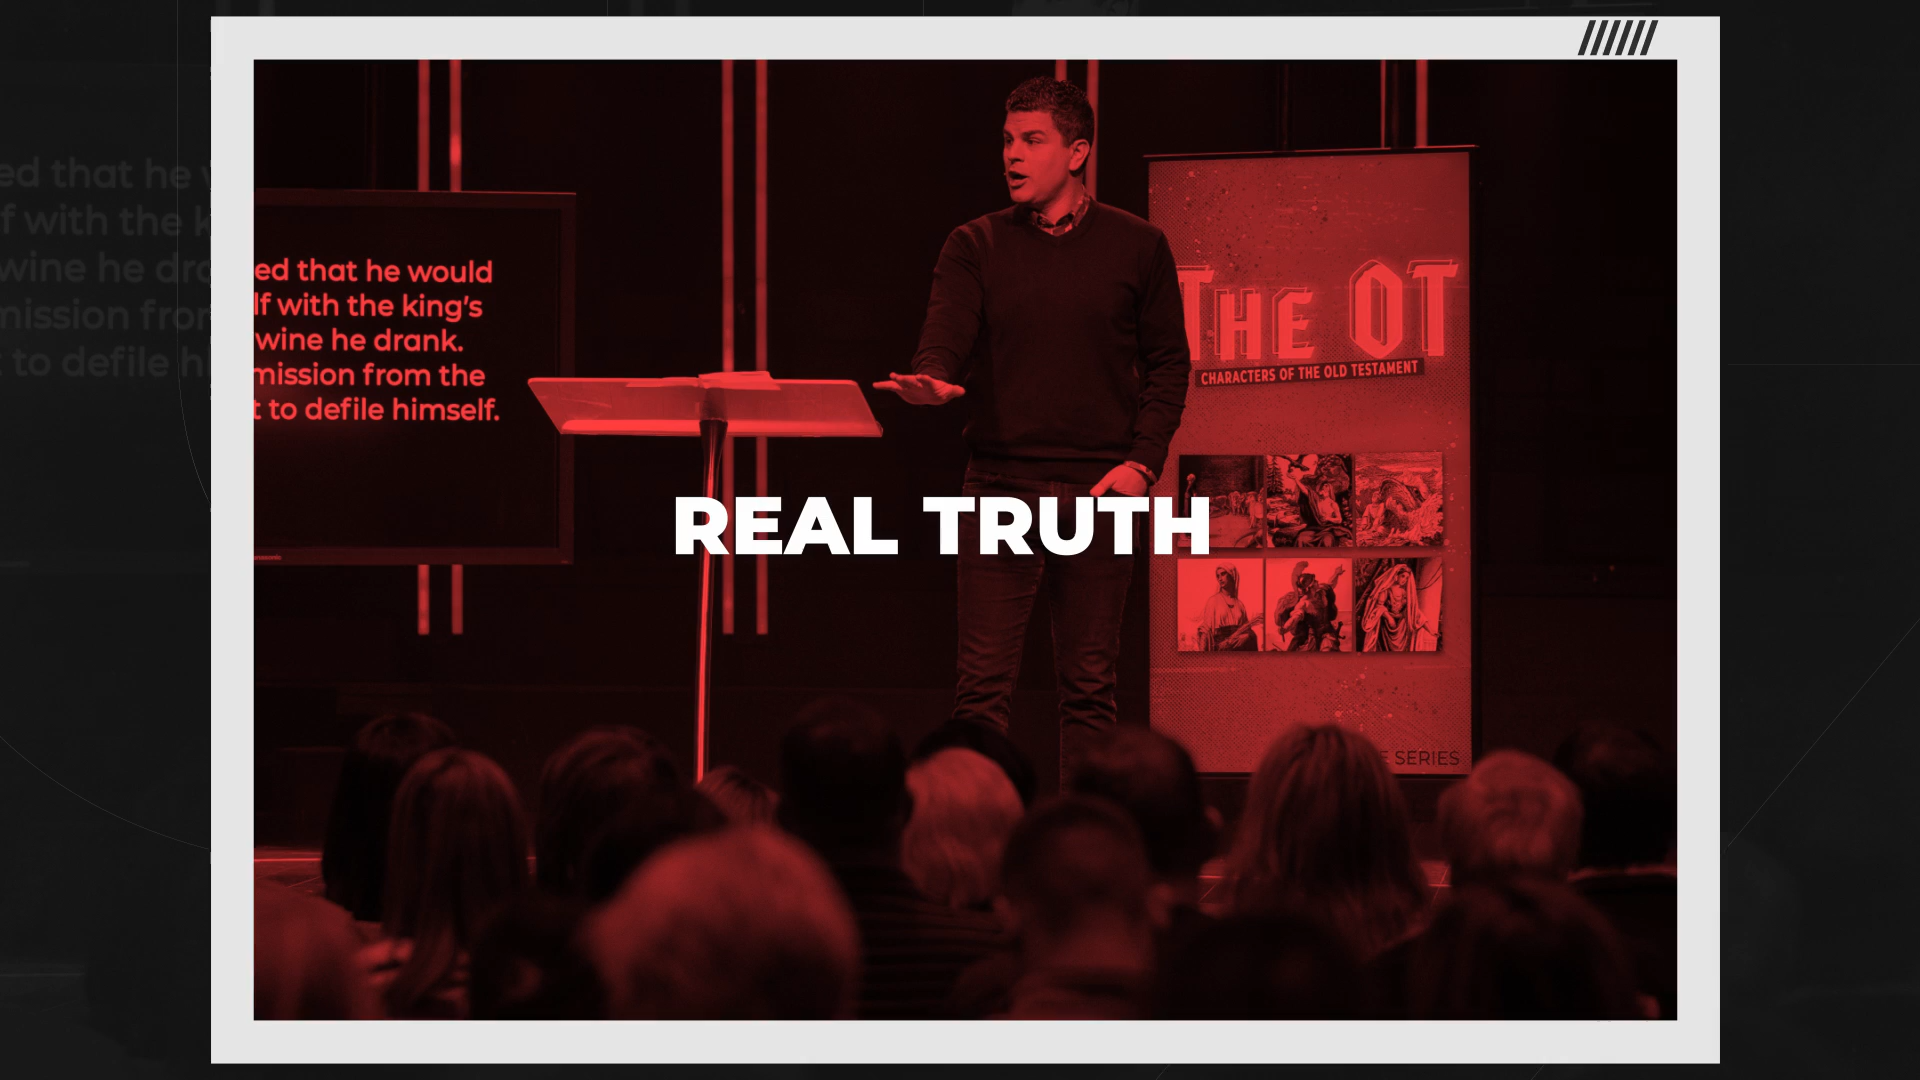 ed that he would
lf with the king's
wine he drank.
mission from the
t to defile himself.
THE OT
CHARACTERS OF THE OLD TESTAMENT
REAL TRUTH
SERIES
ed that he
f with the k
wine he dr
mission fro
t to defile h